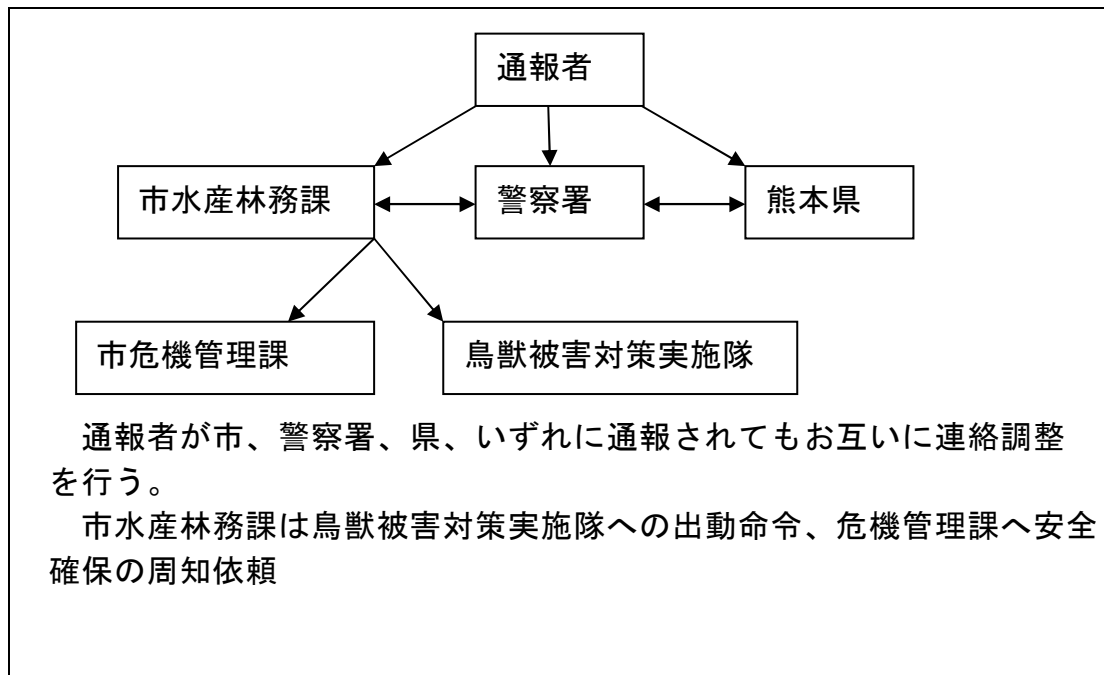 通報者
市水産林務課
警察署
熊本県
市危機管理課
鳥獣被害対策実施隊
　通報者が市、警察署、県、いずれに通報されてもお互いに連絡調整
を行う。
　市水産林務課は鳥獣被害対策実施隊への出動命令、危機管理課へ安全
確保の周知依頼